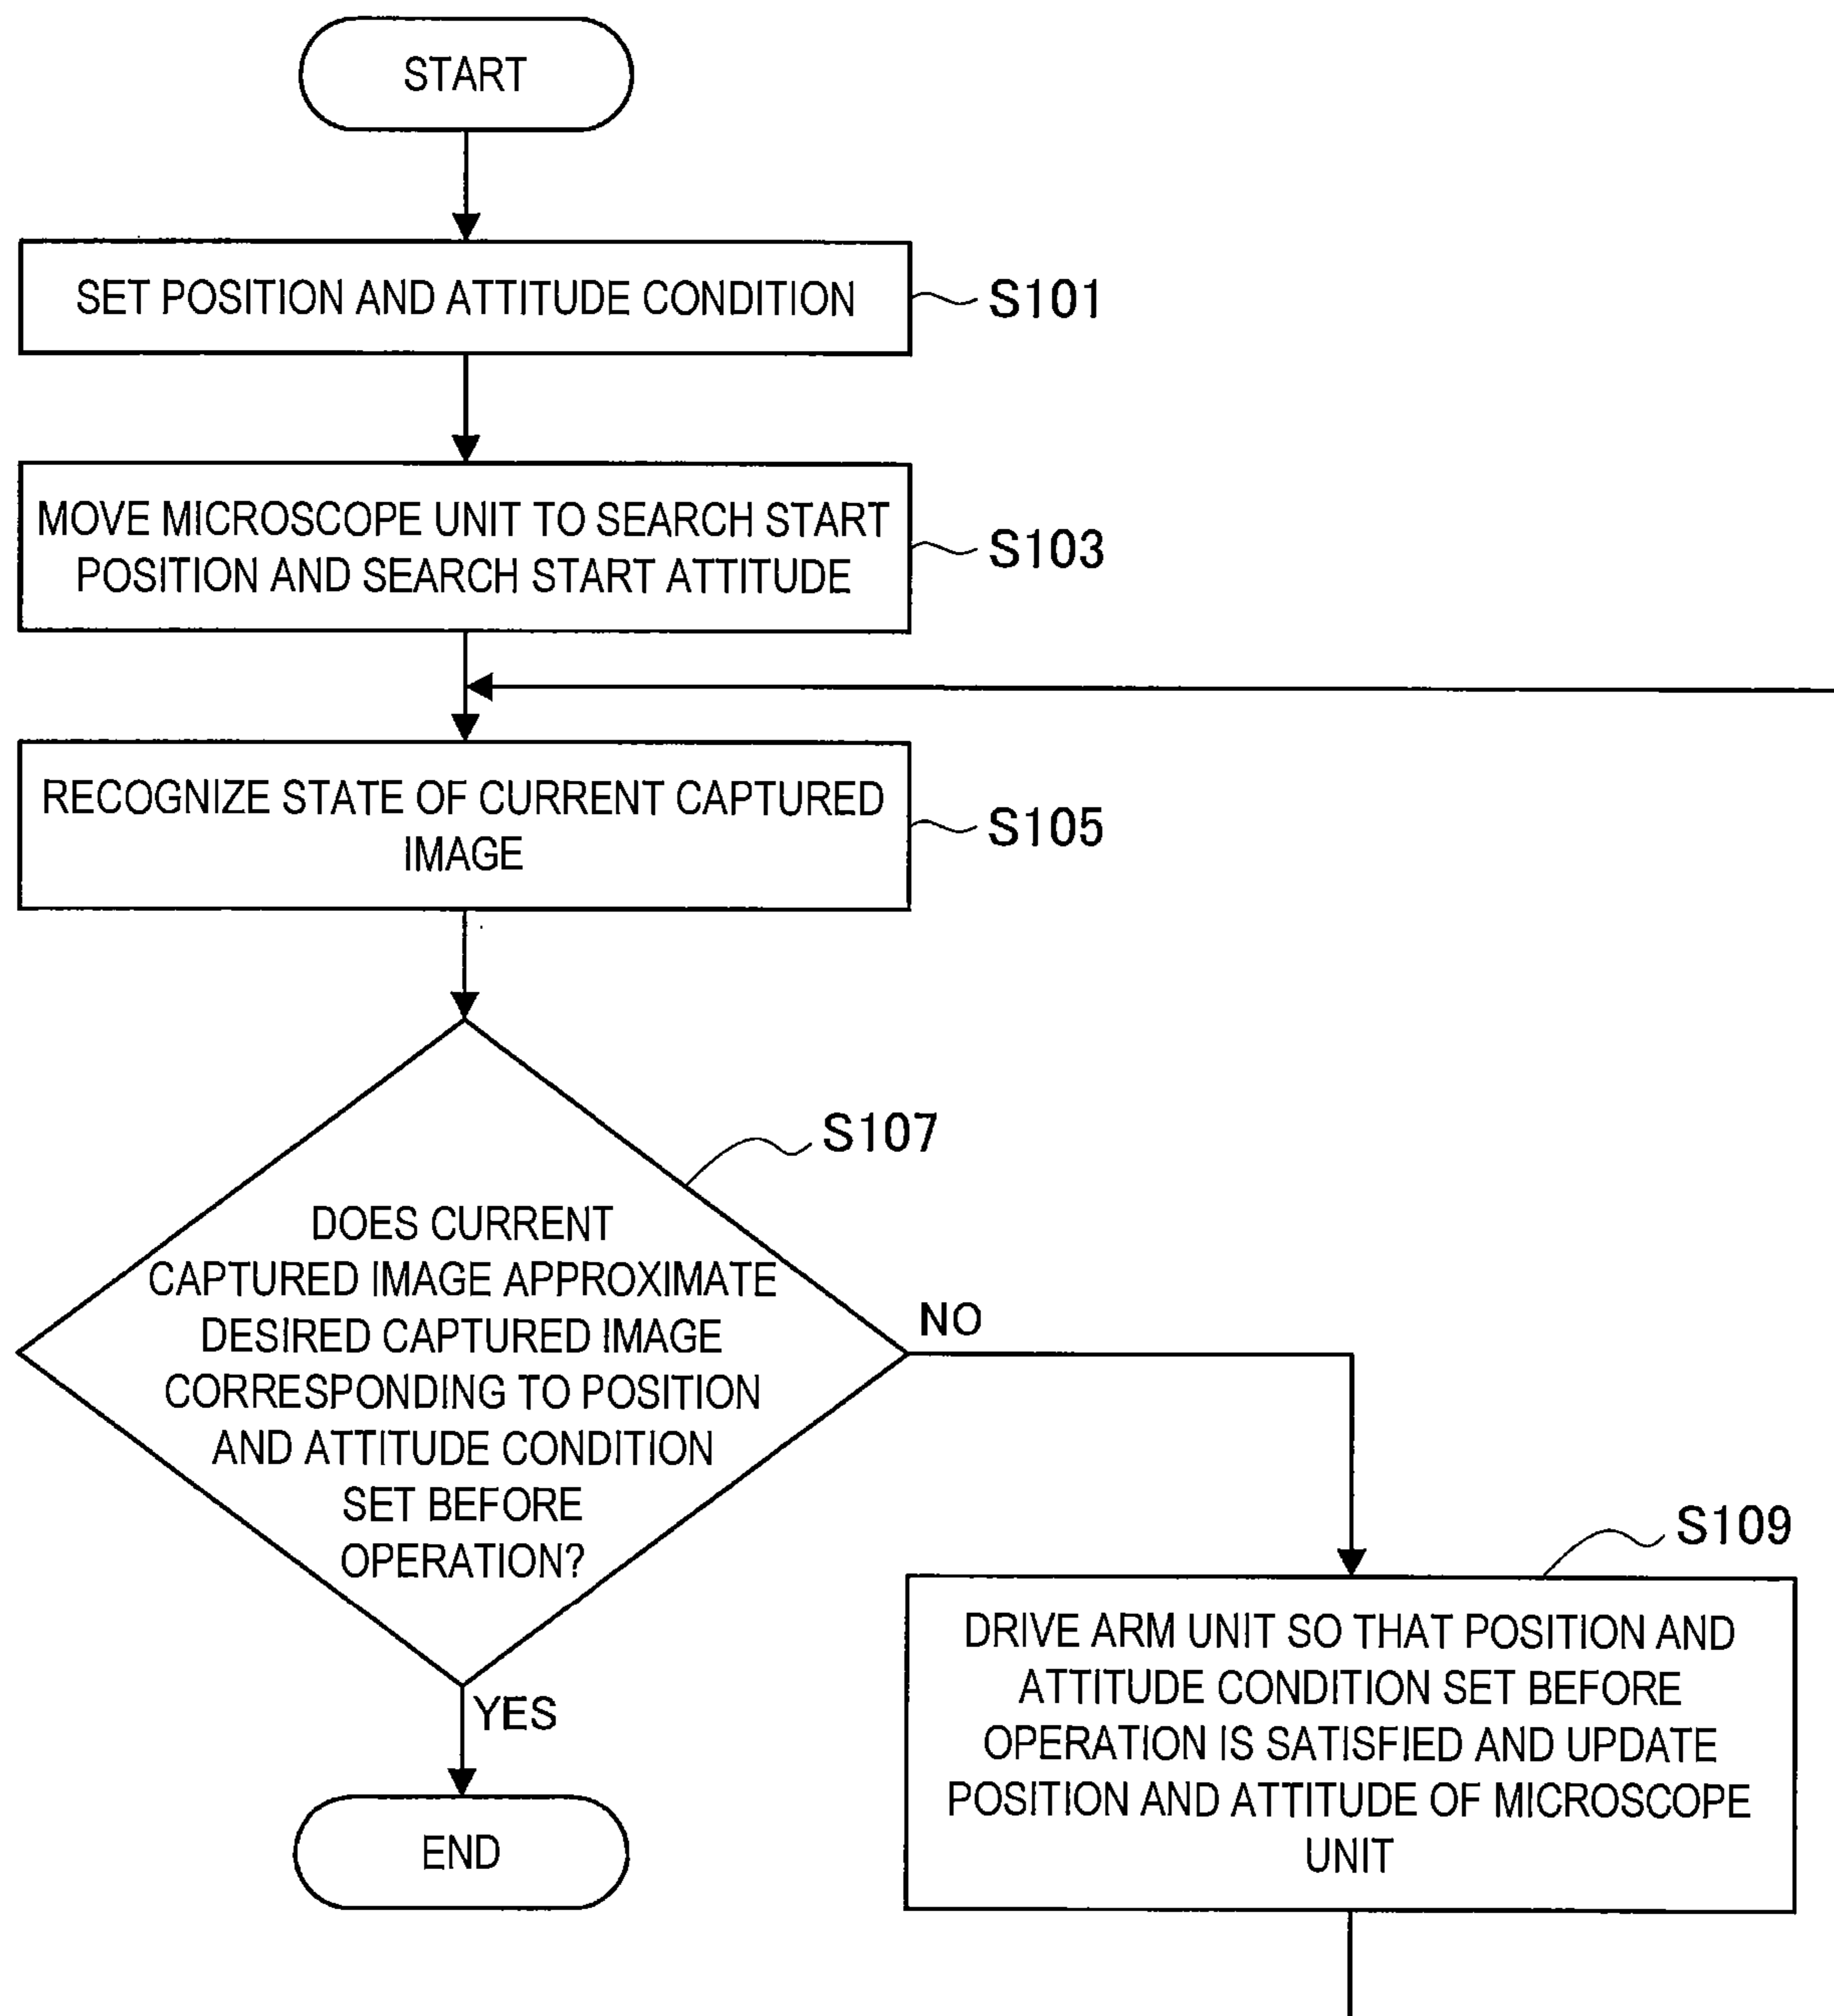 START
SET POSITION AND ATTITUDE CONDITION
S101
MOVE MICROSCOPE UNIT TO SEARCH START
POSITION AND SEARCH START ATTITUDE
S103
RECOGNIZE STATE OF CURRENT CAPTURED
IMAGE
S105
S107
DOES CURRENT
CAPTURED IMAGE APPROXIMATE
DESIRED CAPTURED IMAGE
CORRESPONDING TO POSITION
AND ATTITUDE CONDITION
SET BEFORE
OPERATION?
NO
S109
DRIVE ARM UNIT SO THAT POSITION AND
ATTITUDE CONDITION SET BEFORE
OPERATION IS SATISFIED AND UPDATE
POSITION AND ATTITUDE OF MICROSCOPE
UNIT
YES
END